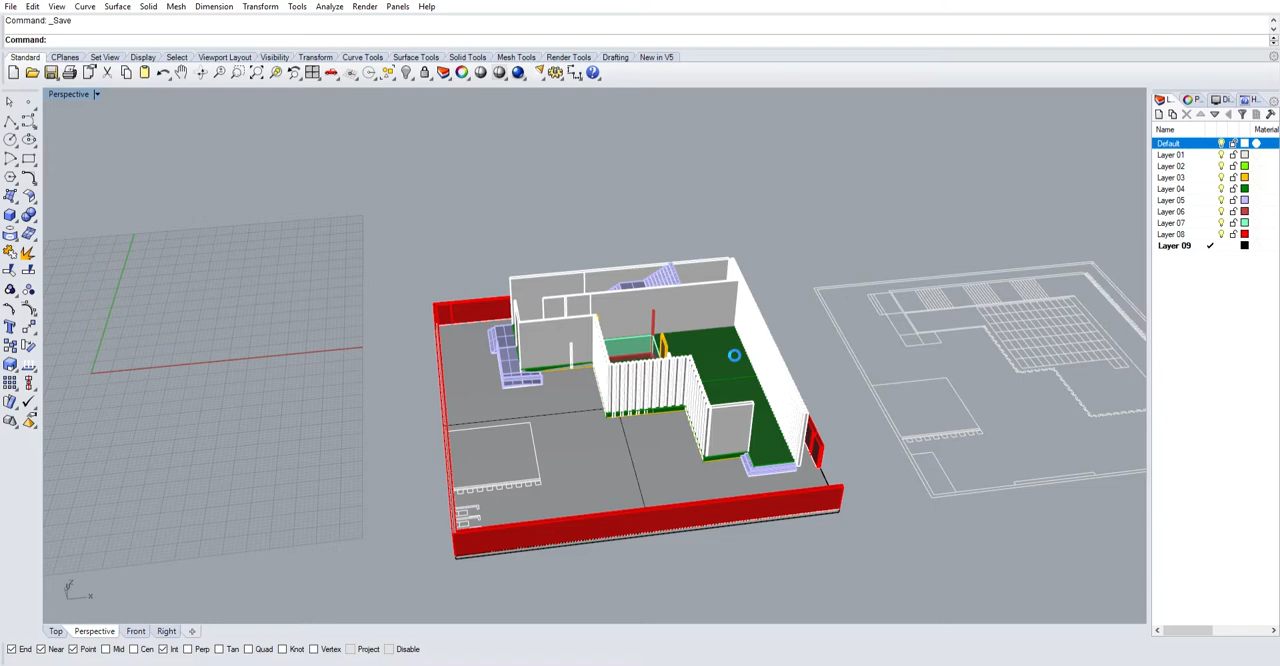 File Edit View Curve Surface Solid Mesh Dimension Transform Tools Analyze Render Panels Help
Command: _Save
Command:
Standard CPlanes Set View Display Select Viewport Layout Visibility Transform Curve Tools Surface Tools Solid Tools Mesh Tools Render Tools Drafting New in V5
Perspective
L... P... Di... H...
Name Material
Default
Layer 01
Layer 02
Layer 03
Layer 04
Layer 05
Layer 06
Layer 07
Layer 08
Layer 09
x
Top Perspective Front Right
End Near Point Mid Cen Int Perp Tan Quad Knot Vertex Project Disable